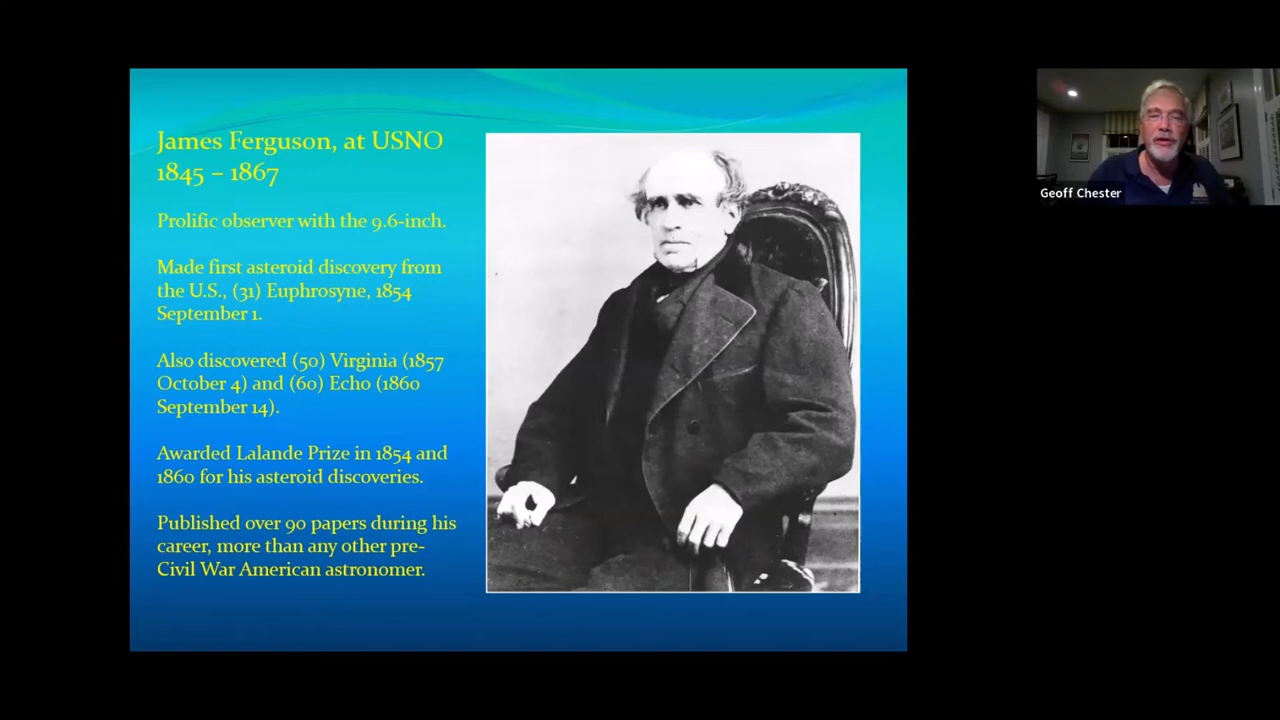 James Ferguson, at USNO
1845 – 1867
Prolific observer with the 9.6-inch.
Made first asteroid discovery from
the U.S., (31) Euphrosyne, 1854
September 1.
Also discovered (50) Virginia (1857
October 4) and (60) Echo (1860
September 14).
Awarded Lalande Prize in 1854 and
1860 for his asteroid discoveries.
Published over 90 papers during his
career, more than any other pre-
Civil War American astronomer.
Geoff Chester